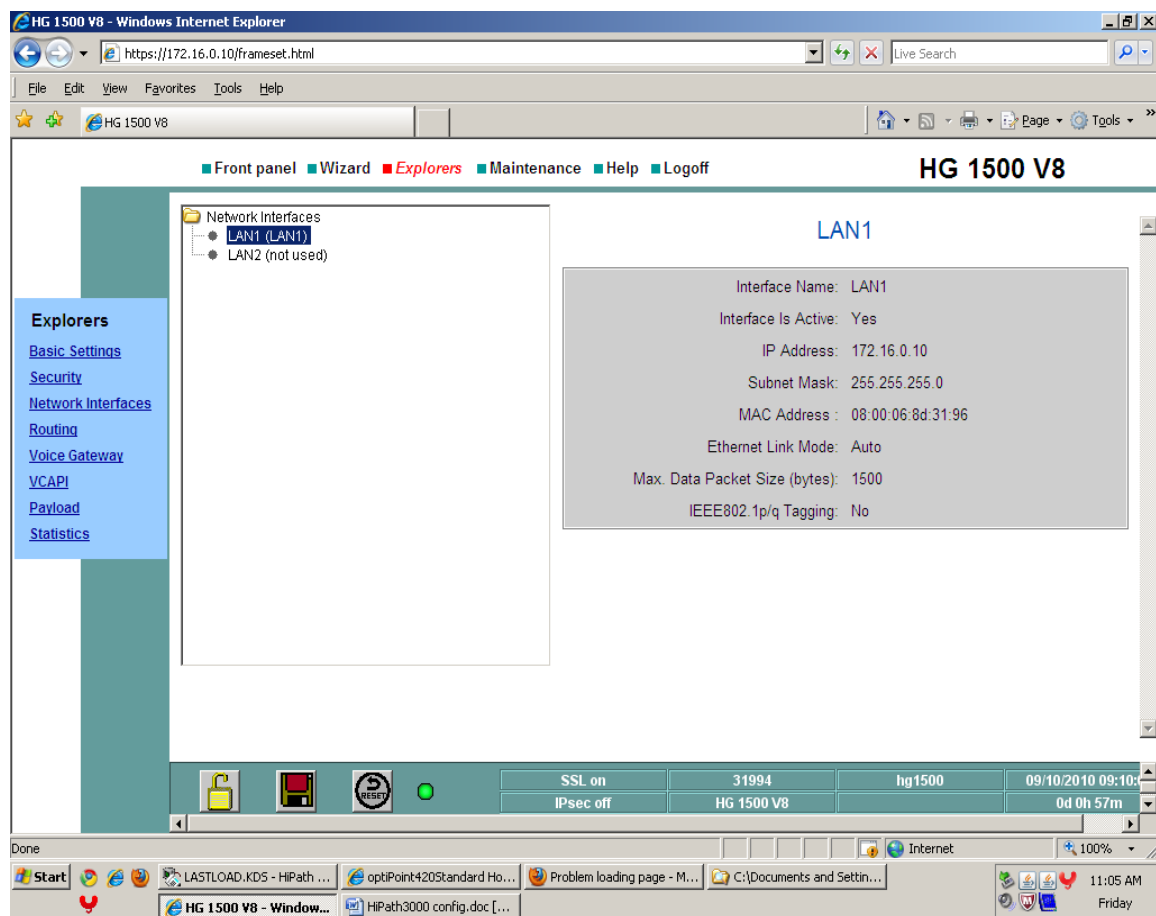 HG 1500 V8 - Windows Internet Explorer
https://172.16.0.10/frameset.html
Live Search
File Edit View Favorites Tools Help
HG 1500 V8
Page Tools »
Front panel Wizard Explorers Maintenance Help Logoff
HG 1500 V8
Network Interfaces
LAN1 (LAN1)
LAN2 (not used)
Explorers
Basic Settings
Security
Network Interfaces
Routing
Voice Gateway
VCAPI
Payload
Statistics
LAN1
Interface Name: LAN1
Interface Is Active: Yes
IP Address: 172.16.0.10
Subnet Mask: 255.255.255.0
MAC Address : 08:00:06:8d:31:96
Ethernet Link Mode: Auto
Max. Data Packet Size (bytes): 1500
IEEE802.1p/q Tagging: No
RESET
SSL on 31994 hg1500 09/10/2010 09:10:
IPsec off HG 1500 V8 0d 0h 57m
Done
Internet
100%
Start
LASTLOAD.KDS - HiPath ...
optiPoint420Standard Ho...
Problem loading page - M...
C:\Documents and Settin...
11:05 AM
HG 1500 V8 - Window...
HiPath3000 config.doc [...
Friday